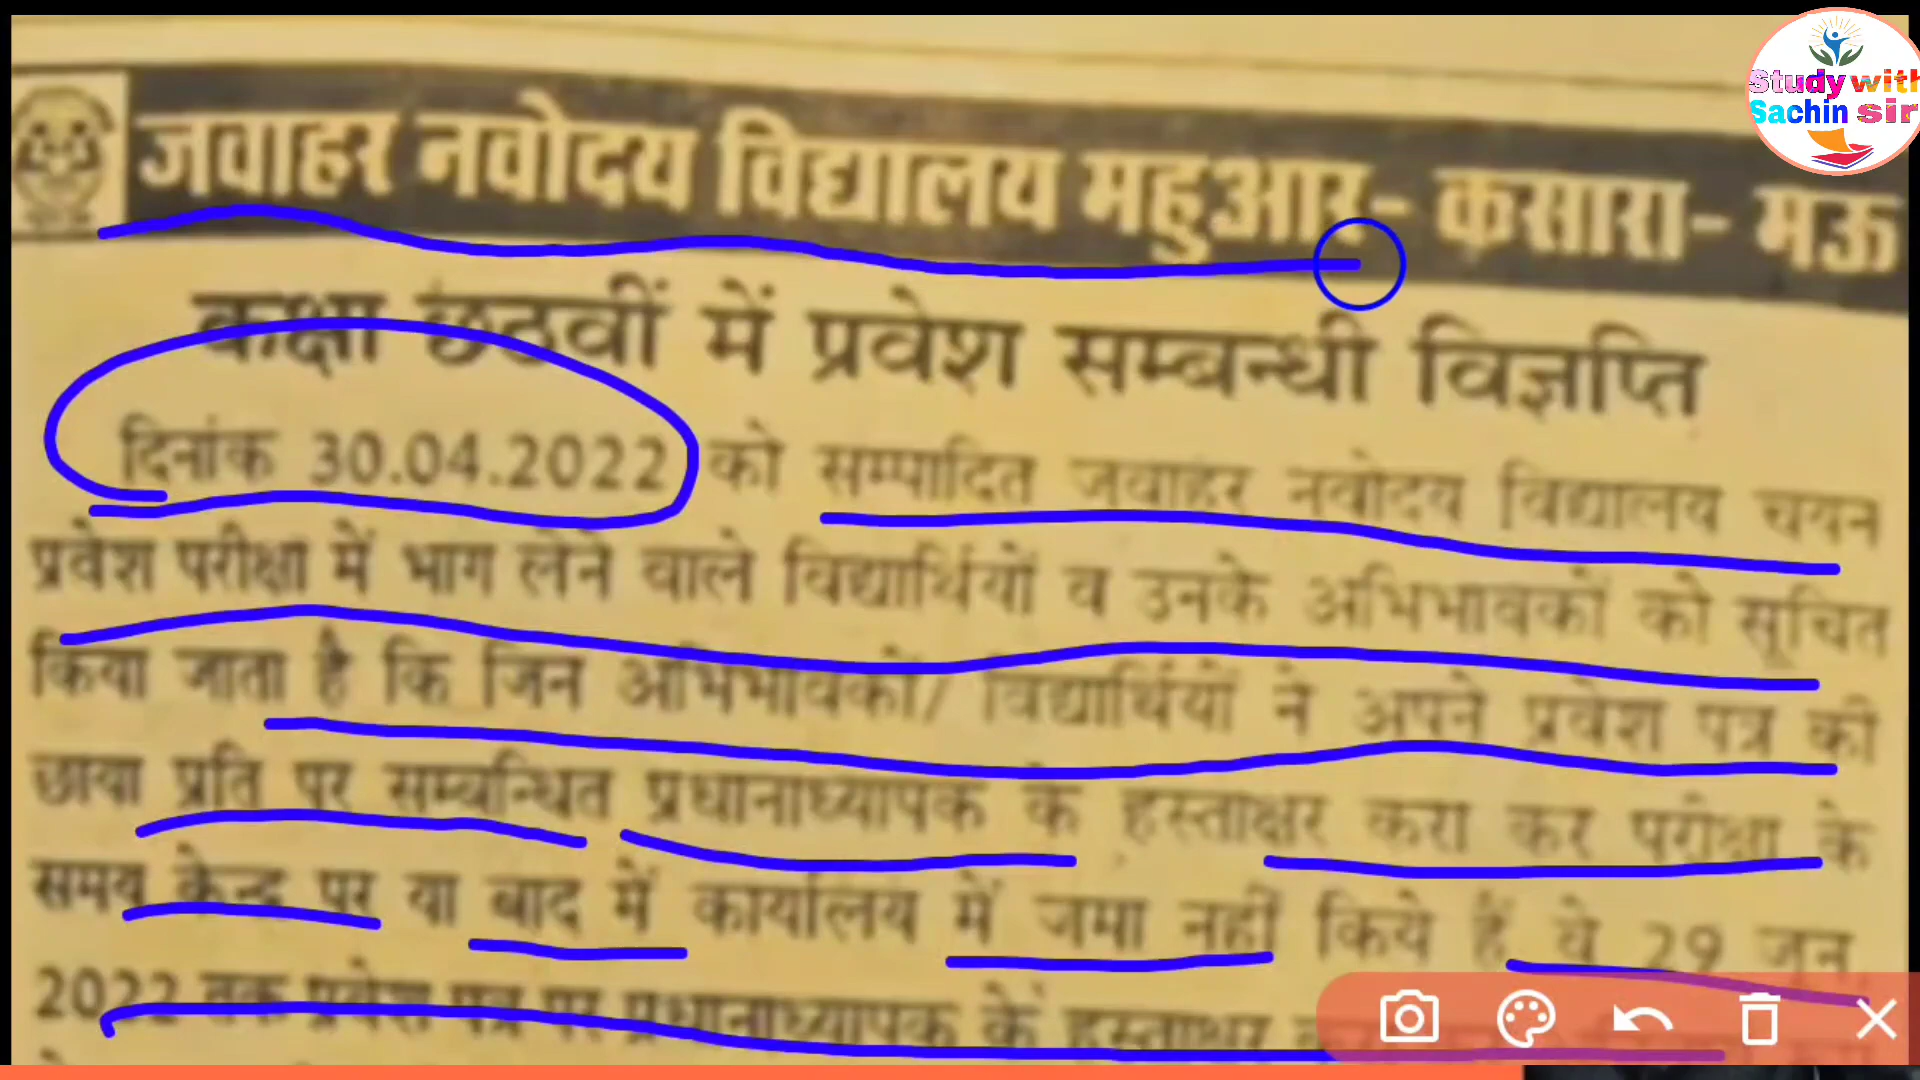 Study with
Sachin sir
जवाहर नवोदय विद्यालय महुआर- कसारा- मऊ
कक्षा छठवीं में प्रवेश सम्बन्धी विज्ञप्ति
दिनांक 30.04.2022 को सम्पादित जवाहर नवोदय विद्यालय चयन
प्रवेश परीक्षा में भाग लेने वाले विद्यार्थियों व उनके अभिभावकों को सूचित
किया जाता है कि जिन अभिभावकों/ विद्यार्थियों ने अपने प्रवेश पत्र की
छाया प्रति पर सम्बन्धित प्रधानाध्यापक के हस्ताक्षर करा कर परीक्षा के
समय केन्द्र पर या बाद में कार्यालय में जमा नहीं किये हैं वे 29 जून,
2022 तक प्रवेश पत्र पर प्रधानाध्यापक के हस्ताक्षर